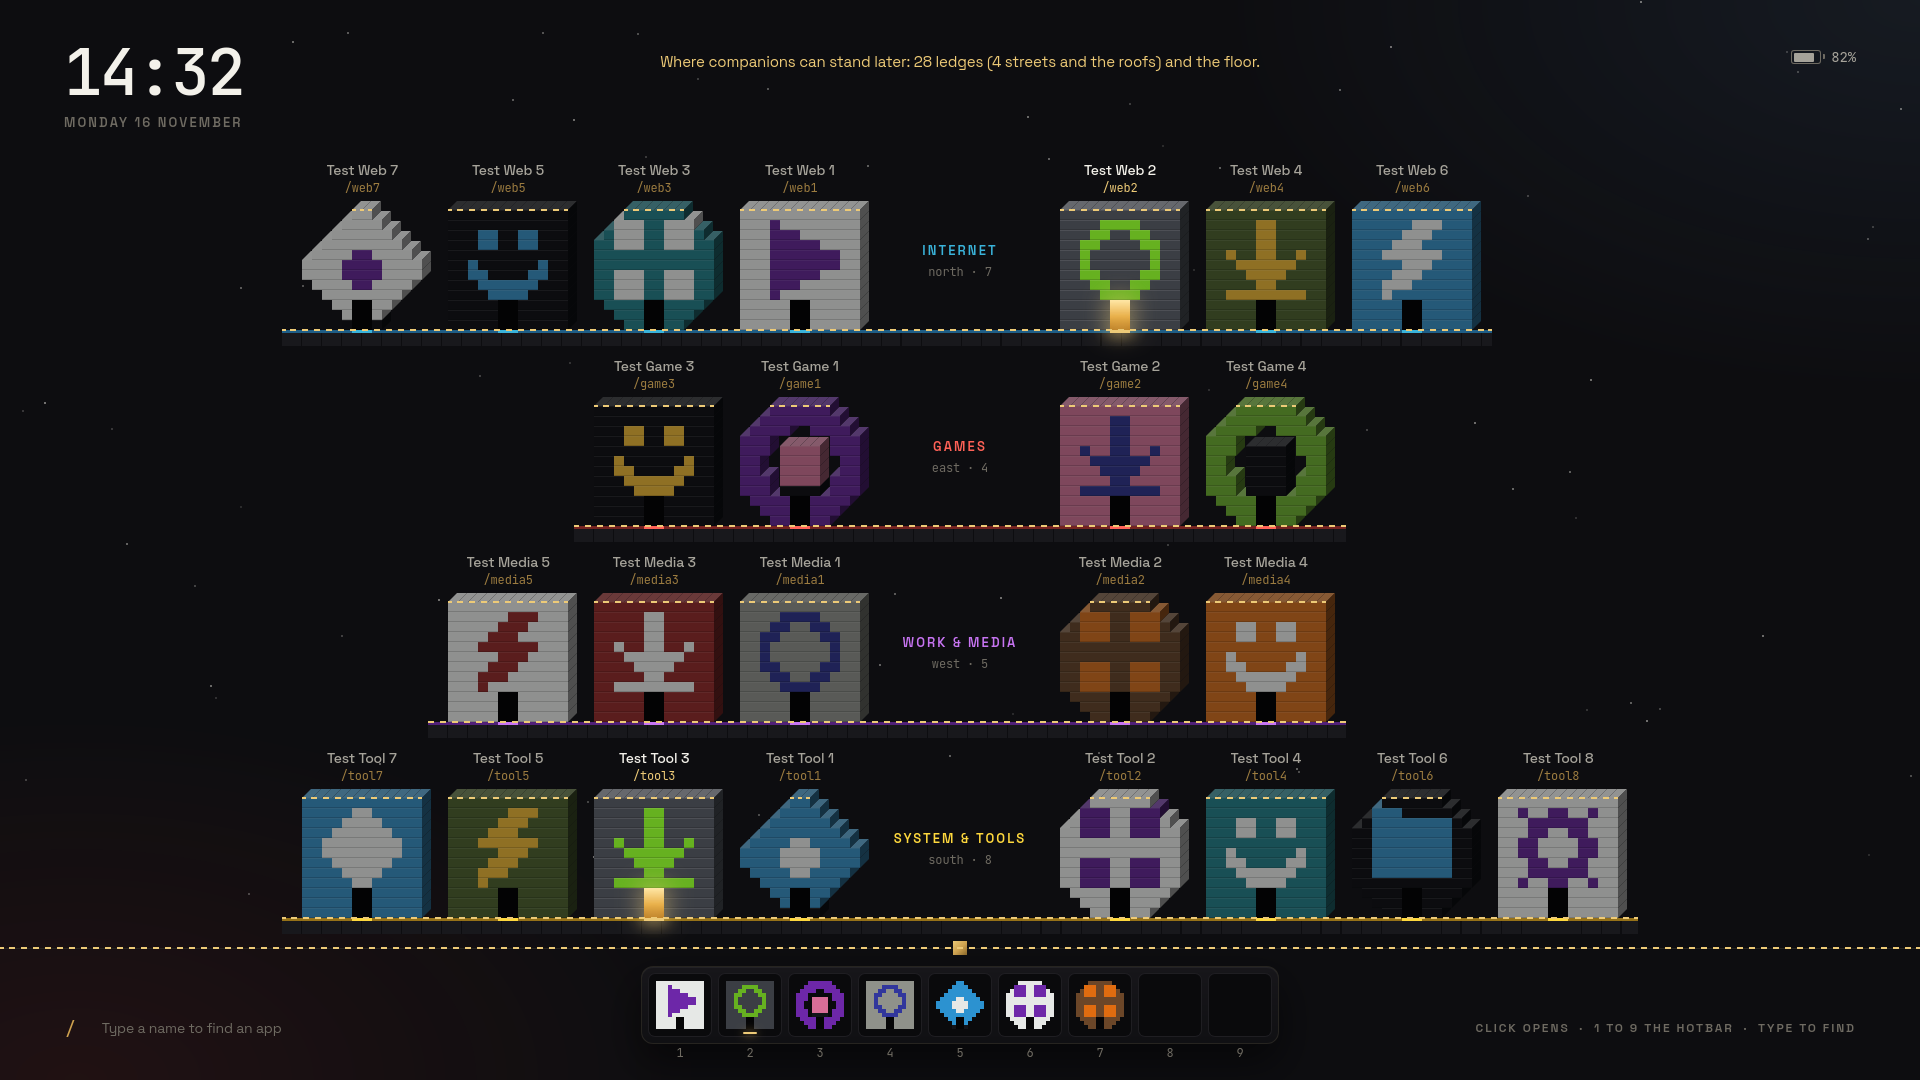 14:32
MONDAY 16 NOVEMBER
Where companions can stand later: 28 ledges (4 streets and the roofs) and the floor.
82%
Test Web 7
/web7
Test Web 5
/web5
Test Web 3
/web3
Test Web 1
/web1
INTERNET
north · 7
Test Web 2
/web2
Test Web 4
/web4
Test Web 6
/web6
Test Game 3
/game3
Test Game 1
/game1
GAMES
east · 4
Test Game 2
/game2
Test Game 4
/game4
Test Media 5
/media5
Test Media 3
/media3
Test Media 1
/media1
WORK & MEDIA
west · 5
Test Media 2
/media2
Test Media 4
/media4
Test Tool 7
/tool7
Test Tool 5
/tool5
Test Tool 3
/tool3
Test Tool 1
/tool1
SYSTEM & TOOLS
south · 8
Test Tool 2
/tool2
Test Tool 4
/tool4
Test Tool 6
/tool6
Test Tool 8
/tool8
/ Type a name to find an app
1 2 3 4 5 6 7 8 9
CLICK OPENS · 1 TO 9 THE HOTBAR · TYPE TO FIND